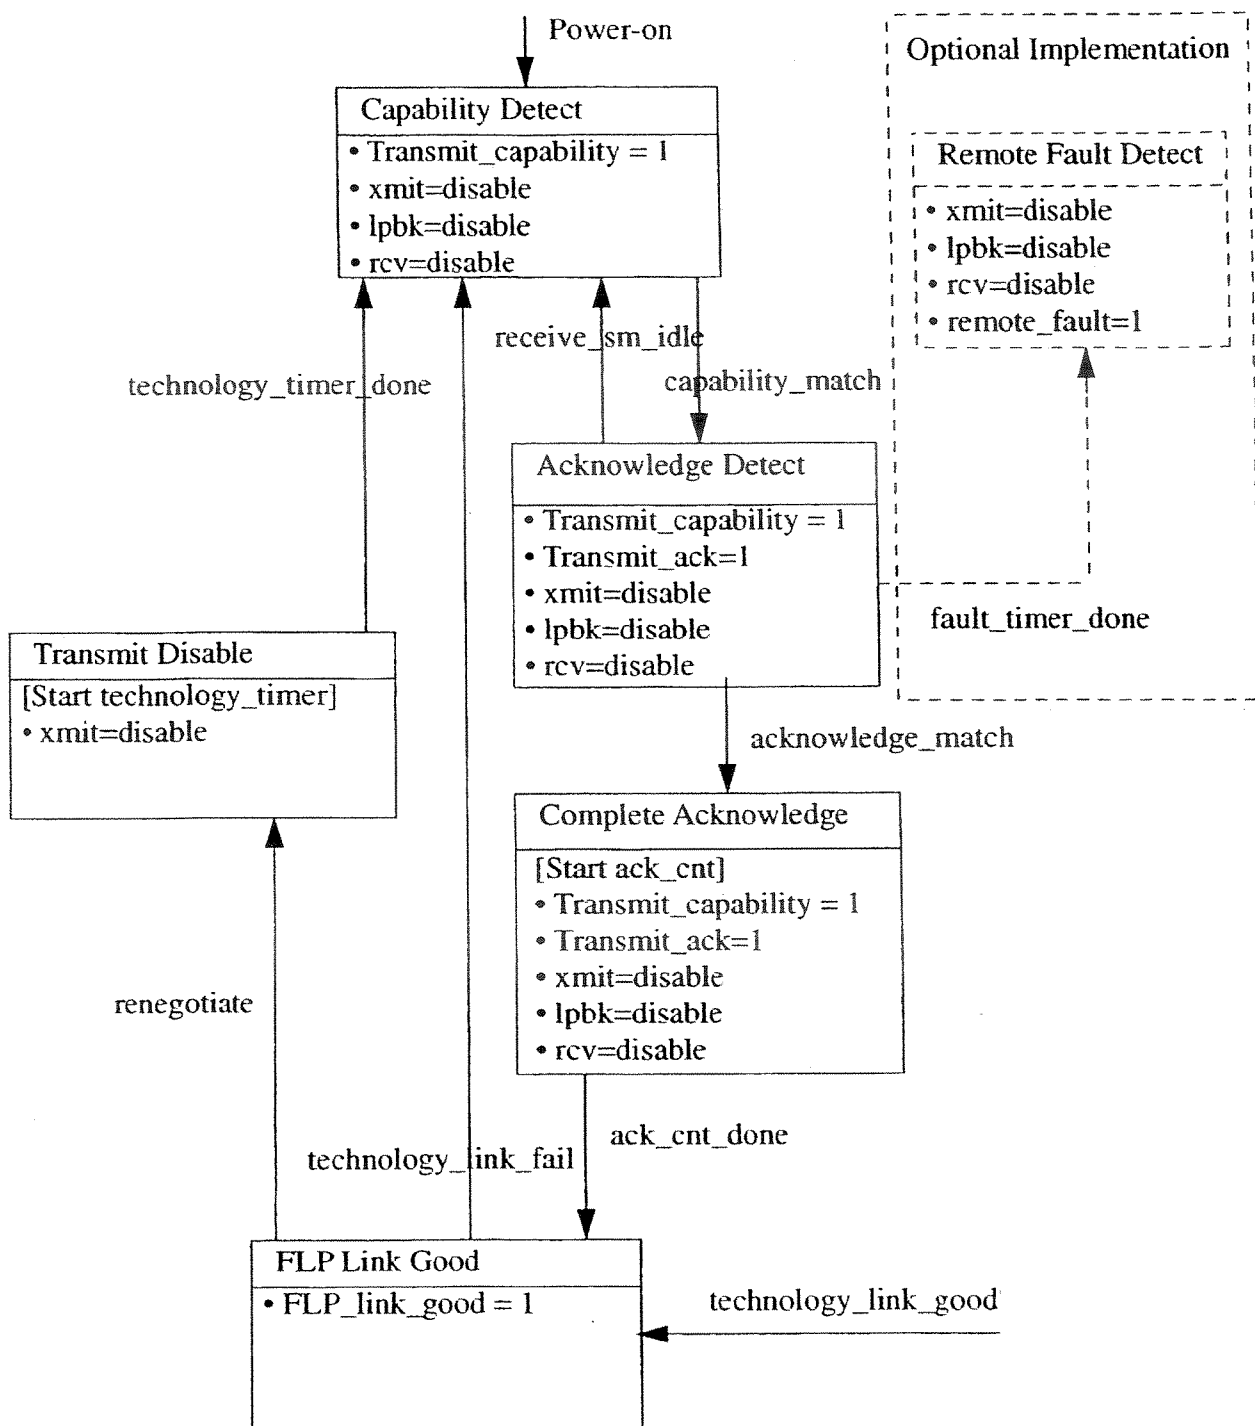 Power-on
Optional Implementation
Capability Detect
• Transmit_capability = 1
• xmit=disable
• lpbk=disable
• rcv=disable
Remote Fault Detect
• xmit=disable
• lpbk=disable
• rcv=disable
• remote_fault=1
receive_sm_idle
technology_timer_done
capability_match
Acknowledge Detect
• Transmit_capability = 1
• Transmit_ack=1
• xmit=disable
• lpbk=disable
• rcv=disable
fault_timer_done
Transmit Disable
[Start technology_timer]
• xmit=disable
acknowledge_match
Complete Acknowledge
[Start ack_cnt]
• Transmit_capability = 1
• Transmit_ack=1
• xmit=disable
• lpbk=disable
• rcv=disable
renegotiate
ack_cnt_done
technology_link_fail
FLP Link Good
• FLP_link_good = 1
technology_link_good